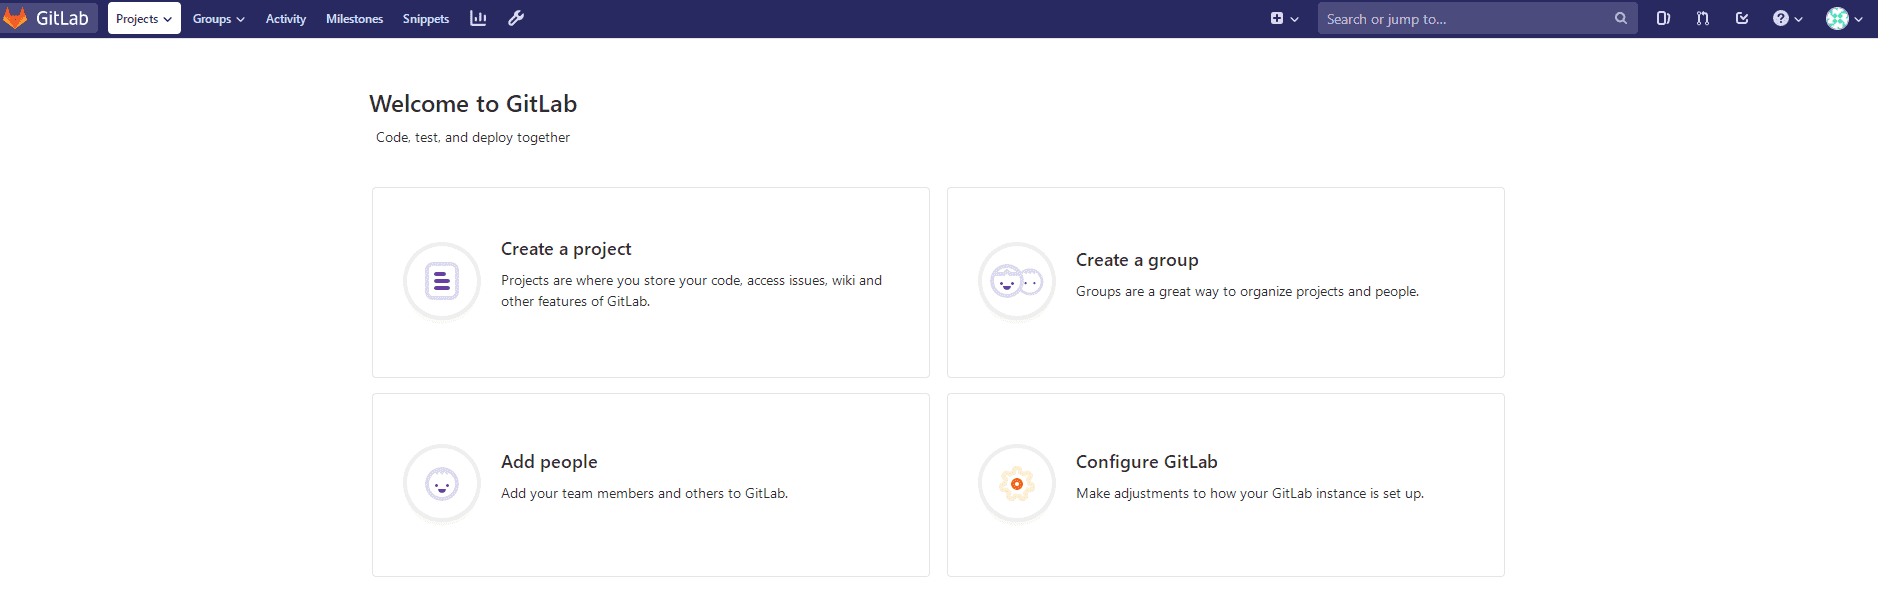 GitLab Projects Groups Activity Milestones Snippets Search or jump to...
Welcome to GitLab
Code, test, and deploy together
Create a project
Projects are where you store your code, access issues, wiki and
other features of GitLab.
Create a group
Groups are a great way to organize projects and people.
Add people
Add your team members and others to GitLab.
Configure GitLab
Make adjustments to how your GitLab instance is set up.